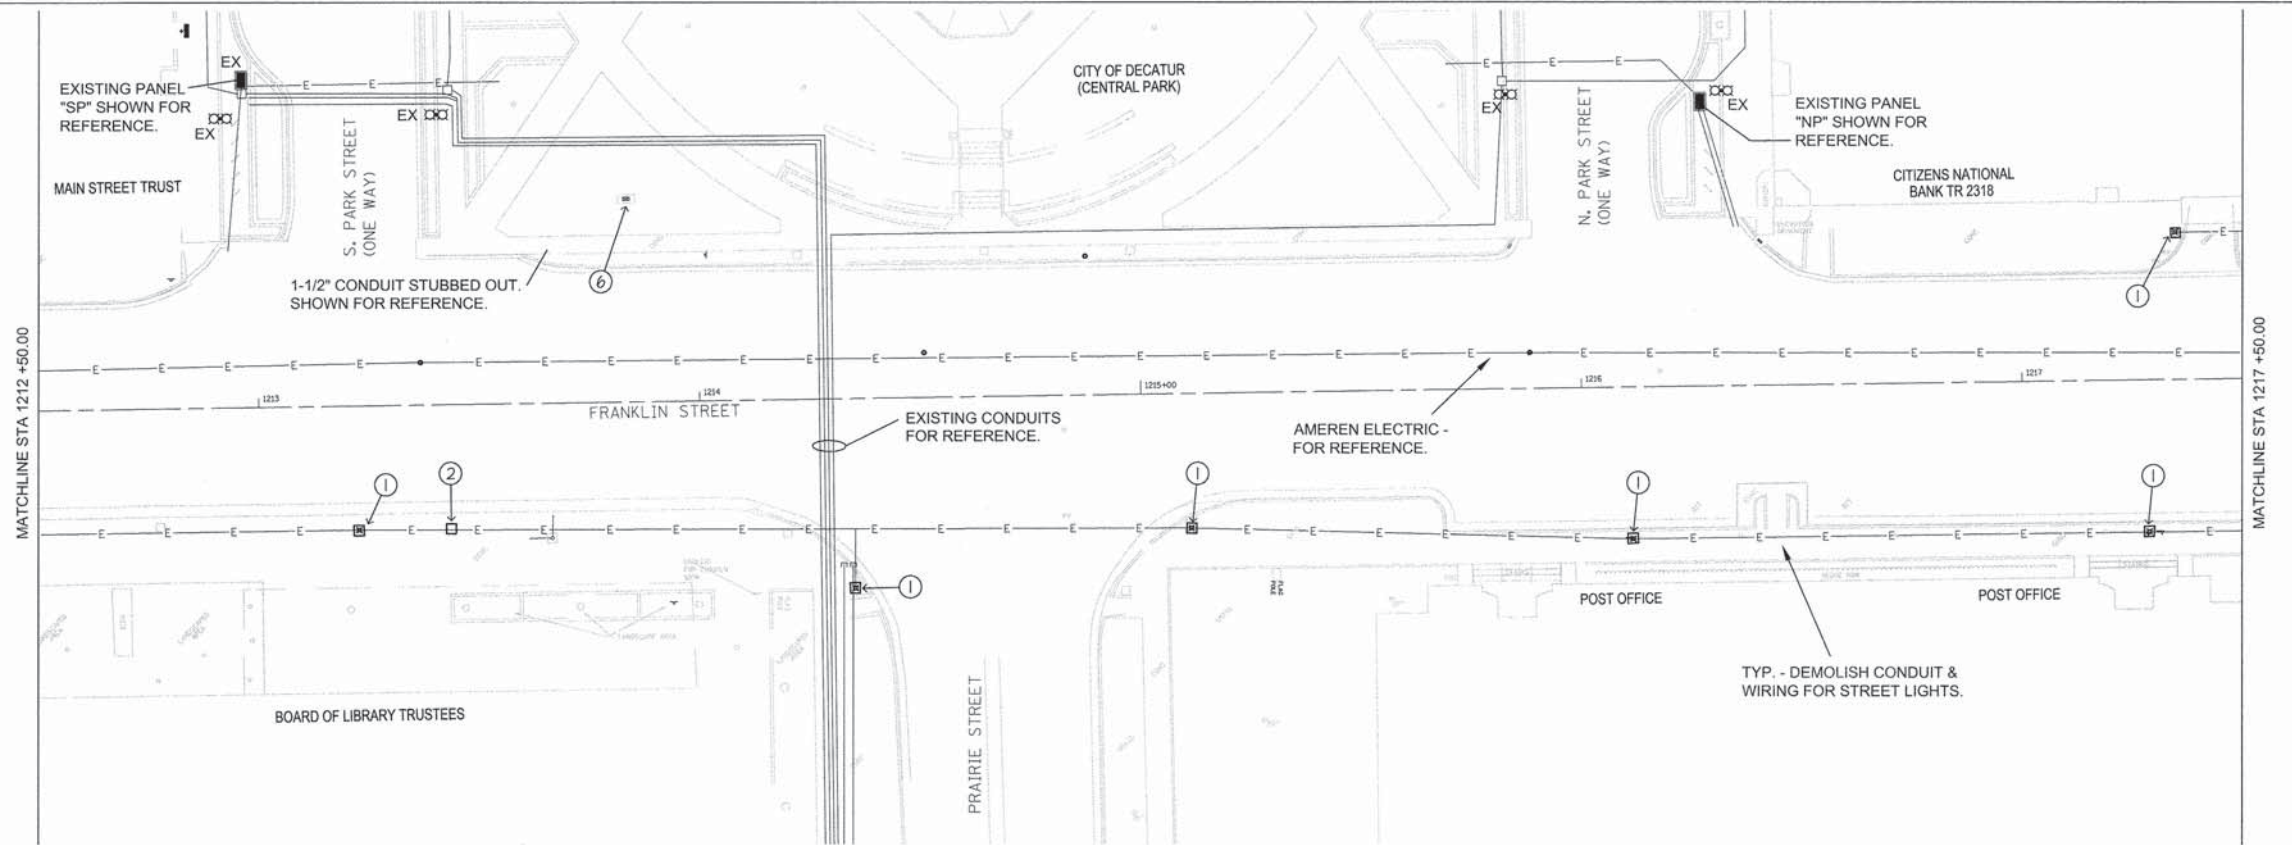 MATCHLINE STA 1212 +50.00
EX
EXISTING PANEL
"SP" SHOWN FOR
REFERENCE.
EX
EX
MAIN STREET TRUST
S. PARK STREET
(ONE WAY)
E E E
1-1/2" CONDUIT STUBBED OUT.
SHOWN FOR REFERENCE.
6
CITY OF DECATUR
(CENTRAL PARK)
E E E
EX
N. PARK STREET
(ONE WAY)
EX
EXISTING PANEL
"NP" SHOWN FOR
REFERENCE.
CITIZENS NATIONAL
BANK TR 2318
E
1
E E E E E E E E E E E E E E E E E E E E E E E E E E E E E E E E
1213
1214
1215+00
1216
1217
FRANKLIN STREET
EXISTING CONDUITS
FOR REFERENCE.
AMEREN ELECTRIC -
FOR REFERENCE.
1
2
1
1
1
1
E E E E E E E E E E E E E E E E E E E E E E E E E E E E E E E
FLAG
POLE
POST OFFICE
POST OFFICE
TYP. - DEMOLISH CONDUIT &
WIRING FOR STREET LIGHTS.
BOARD OF LIBRARY TRUSTEES
PRAIRIE STREET
MATCHLINE STA 1217 +50.00